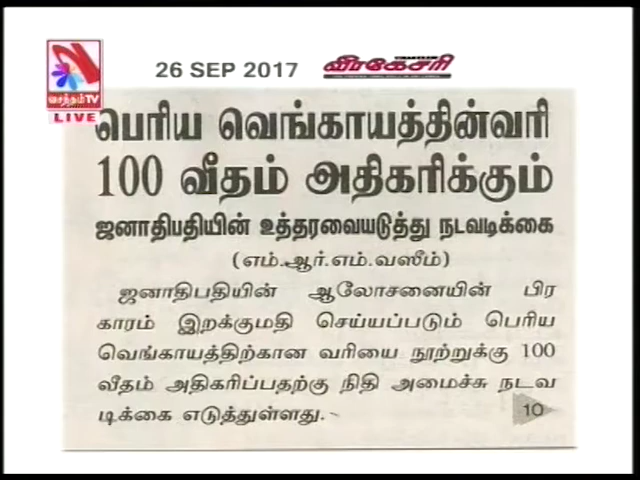 வசந்தம்TV
LIVE
26 SEP 2017 வீரகேசரி
பெரிய வெங்காயத்தின்வரி
100 வீதம் அதிகரிக்கும்
ஜனாதிபதியின் உத்தரவையடுத்து நடவடிக்கை
(எம்.ஆர்.எம்.வஸீம்)
ஜனாதிபதியின் ஆலோசனையின் பிர
காரம் இறக்குமதி செய்யப்படும் பெரிய
வெங்காயத்திற்கான வரியை நூற்றுக்கு 100
வீதம் அதிகரிப்பதற்கு நிதி அமைச்சு நடவ
டிக்கை எடுத்துள்ளது.
10